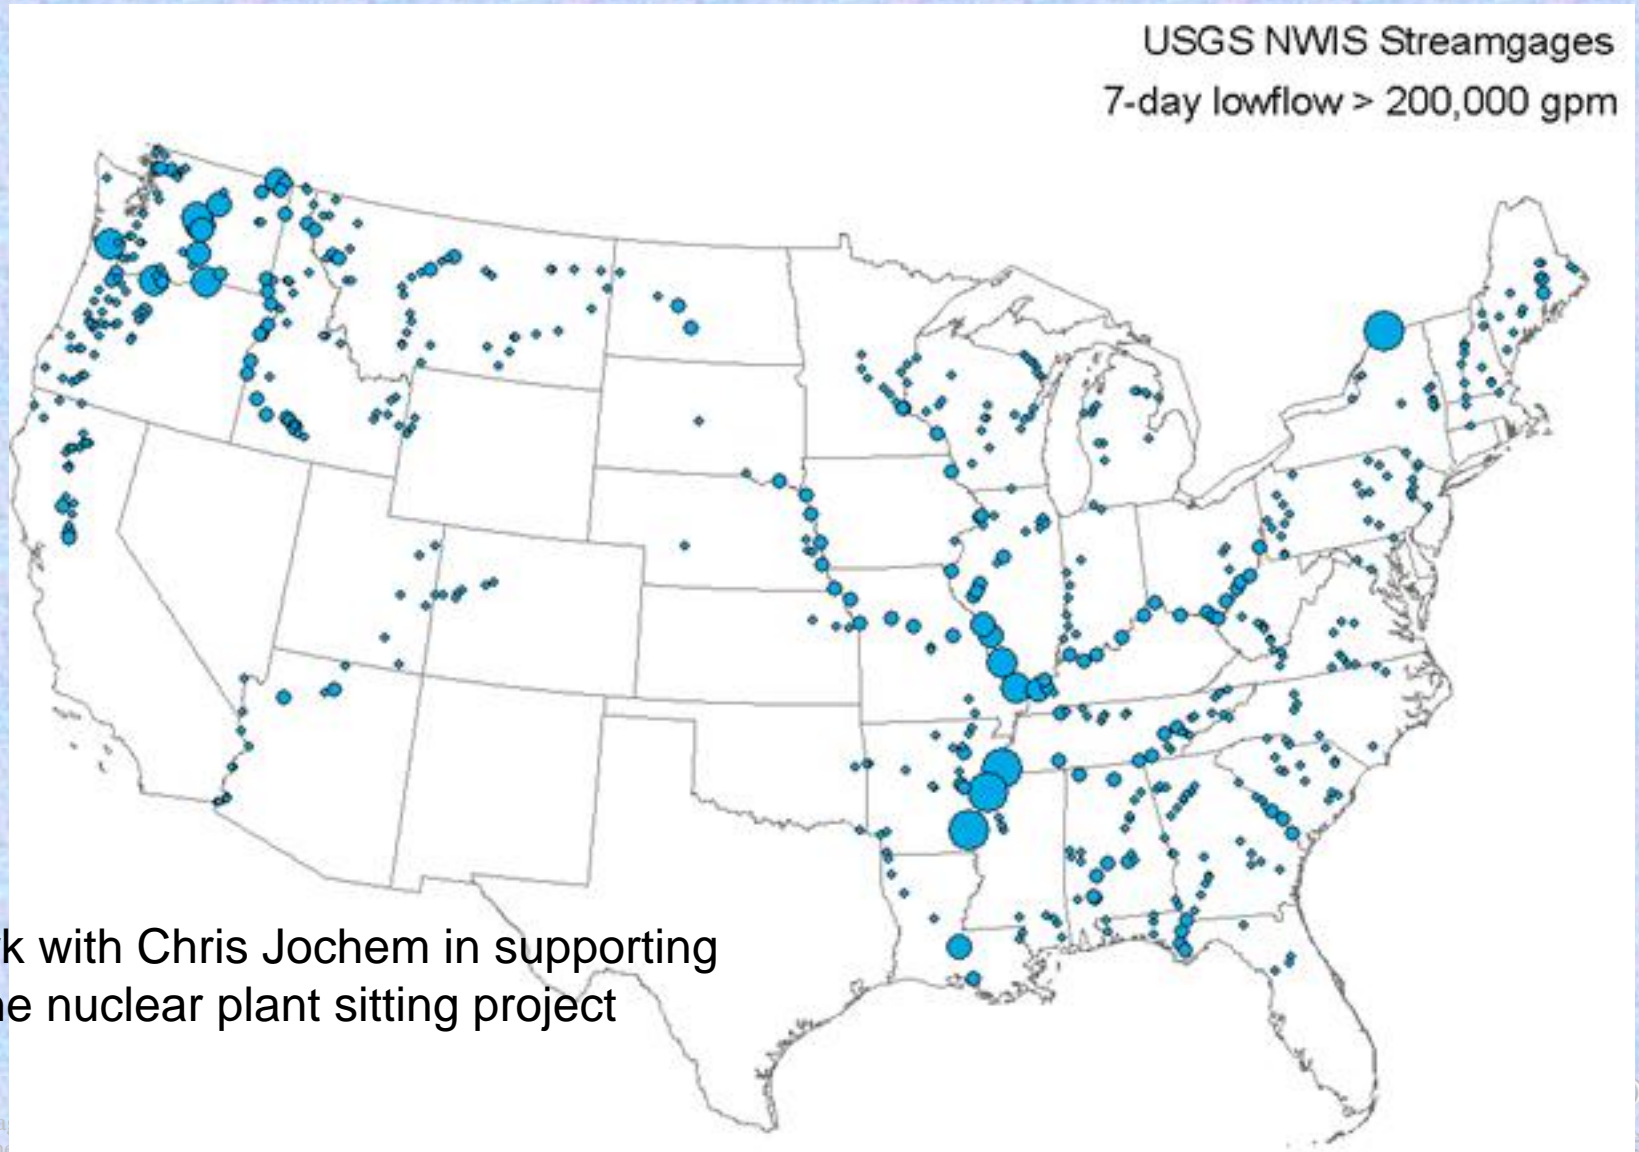 USGS NWIS Streamgages
7-day lowflow > 200,000 gpm
with Chris Jochem in supporting
nuclear plant sitting project